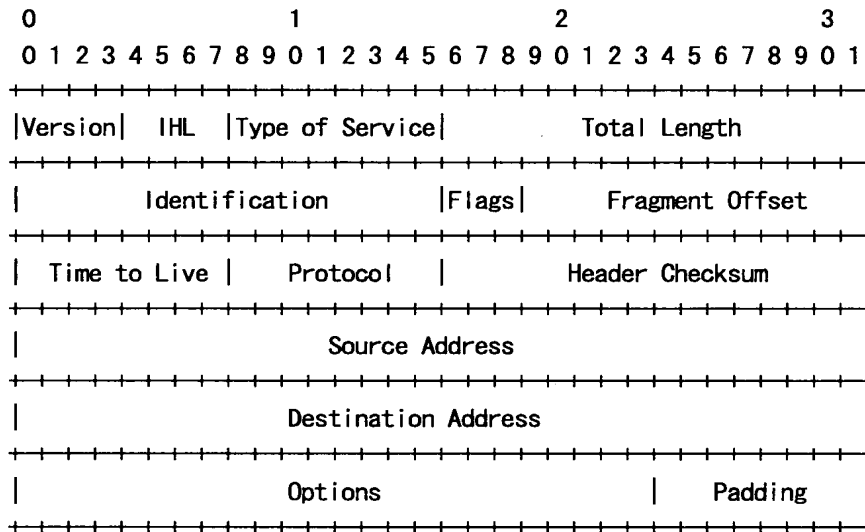 0 1 2 3
0 1 2 3 4 5 6 7 8 9 0 1 2 3 4 5 6 7 8 9 0 1 2 3 4 5 6 7 8 9 0 1
+-+-+-+-+-+-+-+-+-+-+-+-+-+-+-+-+-+-+-+-+-+-+-+-+-+-+-+-+-+-+-+
|Version| IHL |Type of Service| Total Length
+-+-+-+-+-+-+-+-+-+-+-+-+-+-+-+-+-+-+-+-+-+-+-+-+-+-+-+-+-+-+-+
| Identification |Flags| Fragment Offset
+-+-+-+-+-+-+-+-+-+-+-+-+-+-+-+-+-+-+-+-+-+-+-+-+-+-+-+-+-+-+-+
| Time to Live | Protocol | Header Checksum
+-+-+-+-+-+-+-+-+-+-+-+-+-+-+-+-+-+-+-+-+-+-+-+-+-+-+-+-+-+-+-+
| Source Address
+-+-+-+-+-+-+-+-+-+-+-+-+-+-+-+-+-+-+-+-+-+-+-+-+-+-+-+-+-+-+-+
| Destination Address
+-+-+-+-+-+-+-+-+-+-+-+-+-+-+-+-+-+-+-+-+-+-+-+-+-+-+-+-+-+-+-+
| Options | Padding
+-+-+-+-+-+-+-+-+-+-+-+-+-+-+-+-+-+-+-+-+-+-+-+-+-+-+-+-+-+-+-+